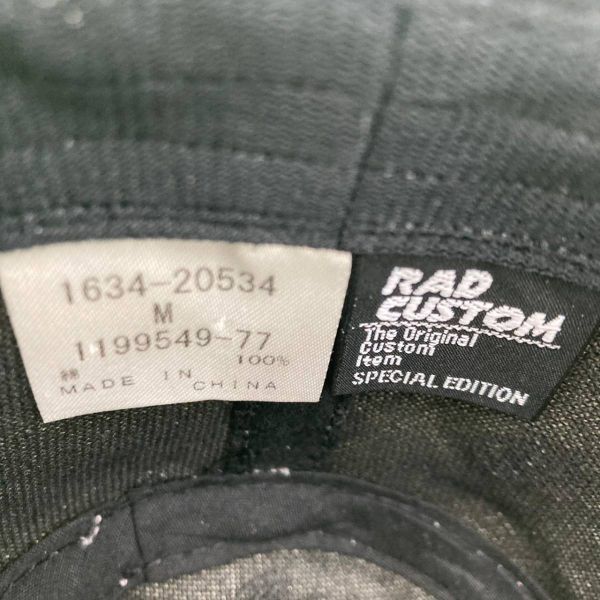 1634-20534
M
1199549-77
綿 100%
MADE IN CHINA
RAD
CUSTOM
The Original
Custom
Item
SPECIAL EDITION